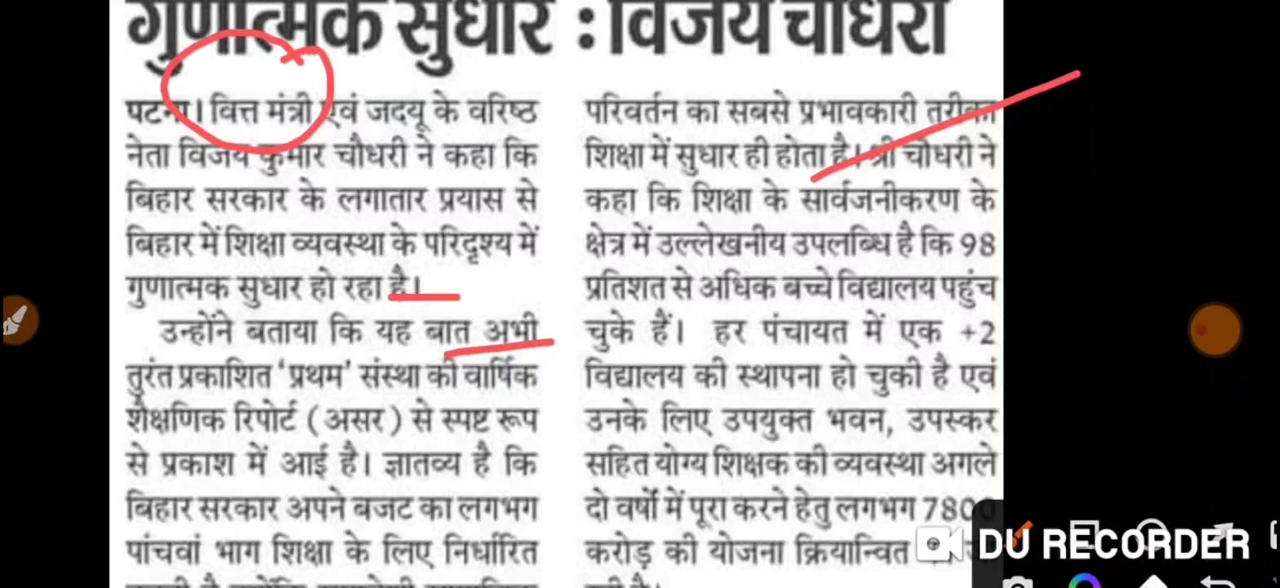 गुणात्मक सुधार : विजय चौधरी
पटना। वित्त मंत्री एवं जदयू के वरिष्ठ
नेता विजय कुमार चौधरी ने कहा कि
बिहार सरकार के लगातार प्रयास से
बिहार में शिक्षा व्यवस्था के परिदृश्य में
गुणात्मक सुधार हो रहा है।
उन्होंने बताया कि यह बात अभी
तुरंत प्रकाशित ‘प्रथम’ संस्था की वार्षिक
शैक्षणिक रिपोर्ट (असर) से स्पष्ट रूप
से प्रकाश में आई है। ज्ञातव्य है कि
बिहार सरकार अपने बजट का लगभग
पांचवां भाग शिक्षा के लिए निर्धारित
परिवर्तन का सबसे प्रभावकारी तरीका
शिक्षा में सुधार ही होता है। श्री चौधरी ने
कहा कि शिक्षा के सार्वजनीकरण के
क्षेत्र में उल्लेखनीय उपलब्धि है कि 98
प्रतिशत से अधिक बच्चे विद्यालय पहुंच
चुके हैं। हर पंचायत में एक +2
विद्यालय की स्थापना हो चुकी है एवं
उनके लिए उपयुक्त भवन, उपस्कर
सहित योग्य शिक्षक की व्यवस्था अगले
दो वर्षों में पूरा करने हेतु लगभग 7800
करोड़ की योजना क्रियान्वित
DU RECORDER